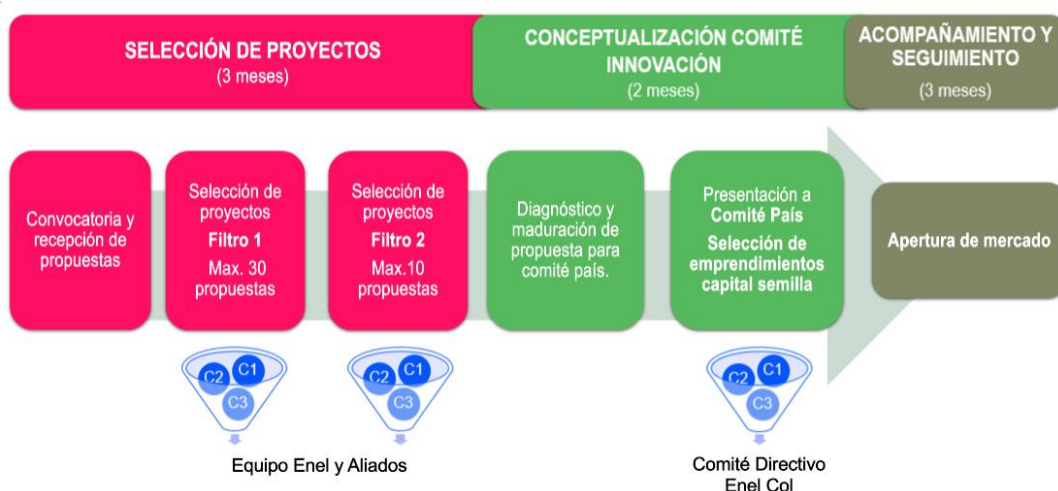 SELECCIÓN DE PROYECTOS
(3 meses)
CONCEPTUALIZACIÓN COMITÉ
INNOVACIÓN
(2 meses)
ACOMPAÑAMIENTO Y
SEGUIMIENTO
(3 meses)
Convocatoria y
recepción de
propuestas
Selección de
proyectos
Filtro 1
Max. 30
propuestas
Selección de
proyectos
Filtro 2
Max.10
propuestas
Diagnóstico y
maduración de
propuesta para
comité país.
Presentación a
Comité País
Selección de
emprendimientos
capital semilla
Apertura de mercado
C2 C1
C3
C2 C1
C3
C2 C1
C3
Equipo Enel y Aliados
Comité Directivo
Enel Col